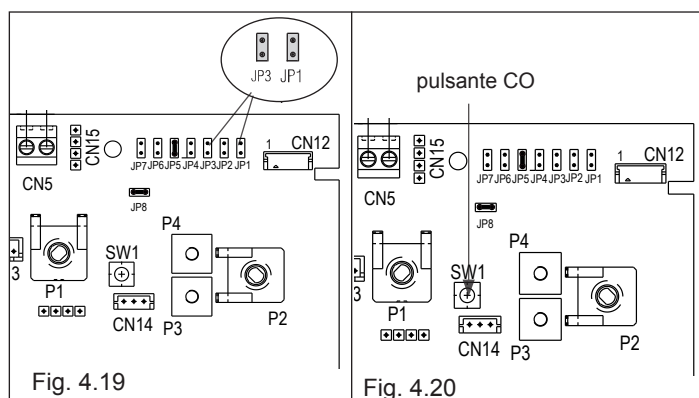 JP3 JP1
CN5
CN15
JP7 JP6 JP5 JP4 JP3 JP2 JP1
1
CN12
JP8
3
P1
SW1
CN14
P4
P3
P2
Fig. 4.19
pulsante CO
CN5
CN15
JP7 JP6 JP5 JP4 JP3 JP2 JP1
1
CN12
JP8
3
P1
SW1
CN14
P4
P3
P2
Fig. 4.20